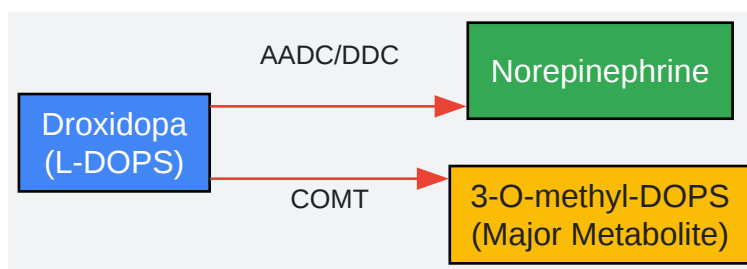 AADC/DDC
Norepinephrine
Droxidopa
(L-DOPS)
COMT
3-O-methyl-DOPS
(Major Metabolite)